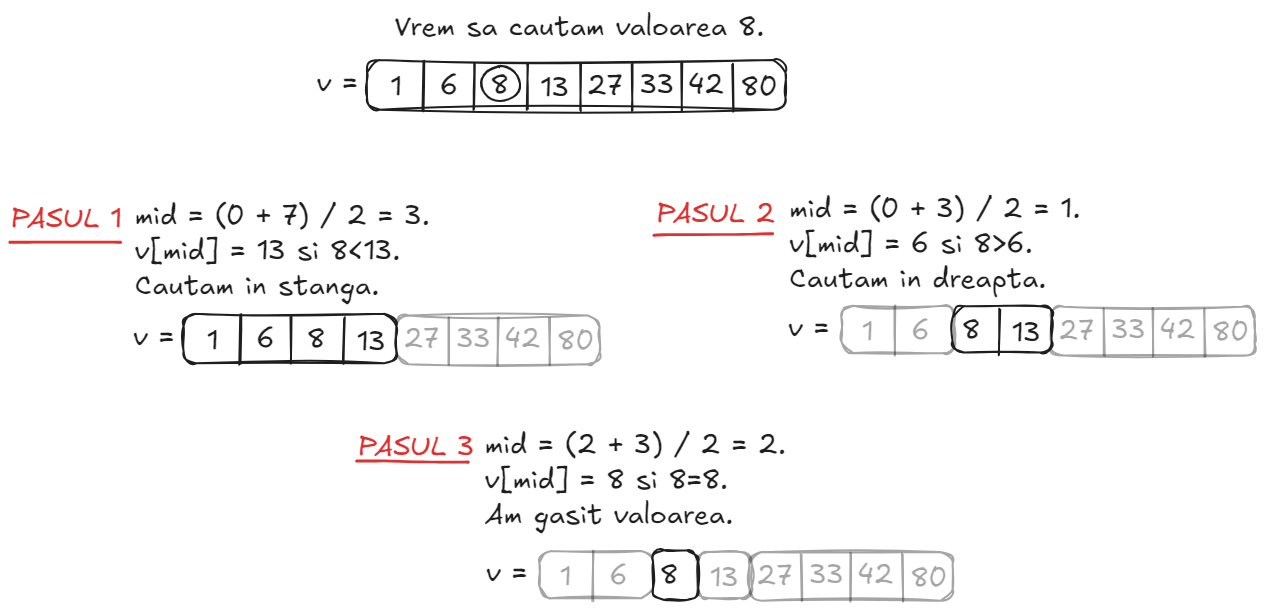 Vrem sa cautam valoarea 8.
v = 1 6 8 13 27 33 42 80
PASUL 1 mid = (0 + 7) / 2 = 3.
v[mid] = 13 si 8<13.
Cautam in stanga.
v = 1 6 8 13 27 33 42 80
PASUL 2 mid = (0 + 3) / 2 = 1.
v[mid] = 6 si 8>6.
Cautam in dreapta.
v = 1 6 8 13 27 33 42 80
PASUL 3 mid = (2 + 3) / 2 = 2.
v[mid] = 8 si 8=8.
Am gasit valoarea.
v = 1 6 8 13 27 33 42 80